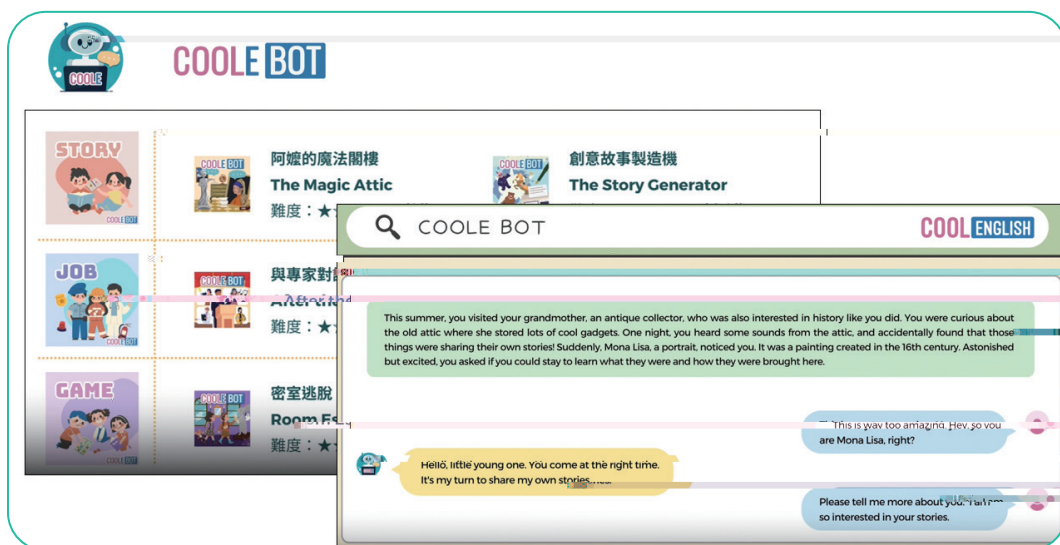 COOLE
COOLE BOT
STORY
COOLE BOT
COOLE BOT
阿嬤的魔法閣樓
The Magic Attic
難度：★
COOLE BOT
創意故事製造機
The Story Generator
JOB
COOLE BOT
COOLE BOT
與專家對
After the
難度：★
GAME
COOLE BOT
COOLE BOT
密室逃脫
Room Es
難度：★
COOLE BOT
COOL ENGLISH
This summer, you visited your grandmother, an antique collector, who was also interested in history like you did. You were curious about
the old attic where she stored lots of cool gadgets. One night, you heard some sounds from the attic, and accidentally found that those
things were sharing their own stories! Suddenly, Mona Lisa, a portrait, noticed you. It was a painting created in the 16th century. Astonished
but excited, you asked if you could stay to learn what they were and how they were brought here.
This is way too amazing. Hey, so you
are Mona Lisa, right?
Hello, little young one. You come at the right time.
It's my turn to share my own stories.
Please tell me more about you.
so interested in your stories.